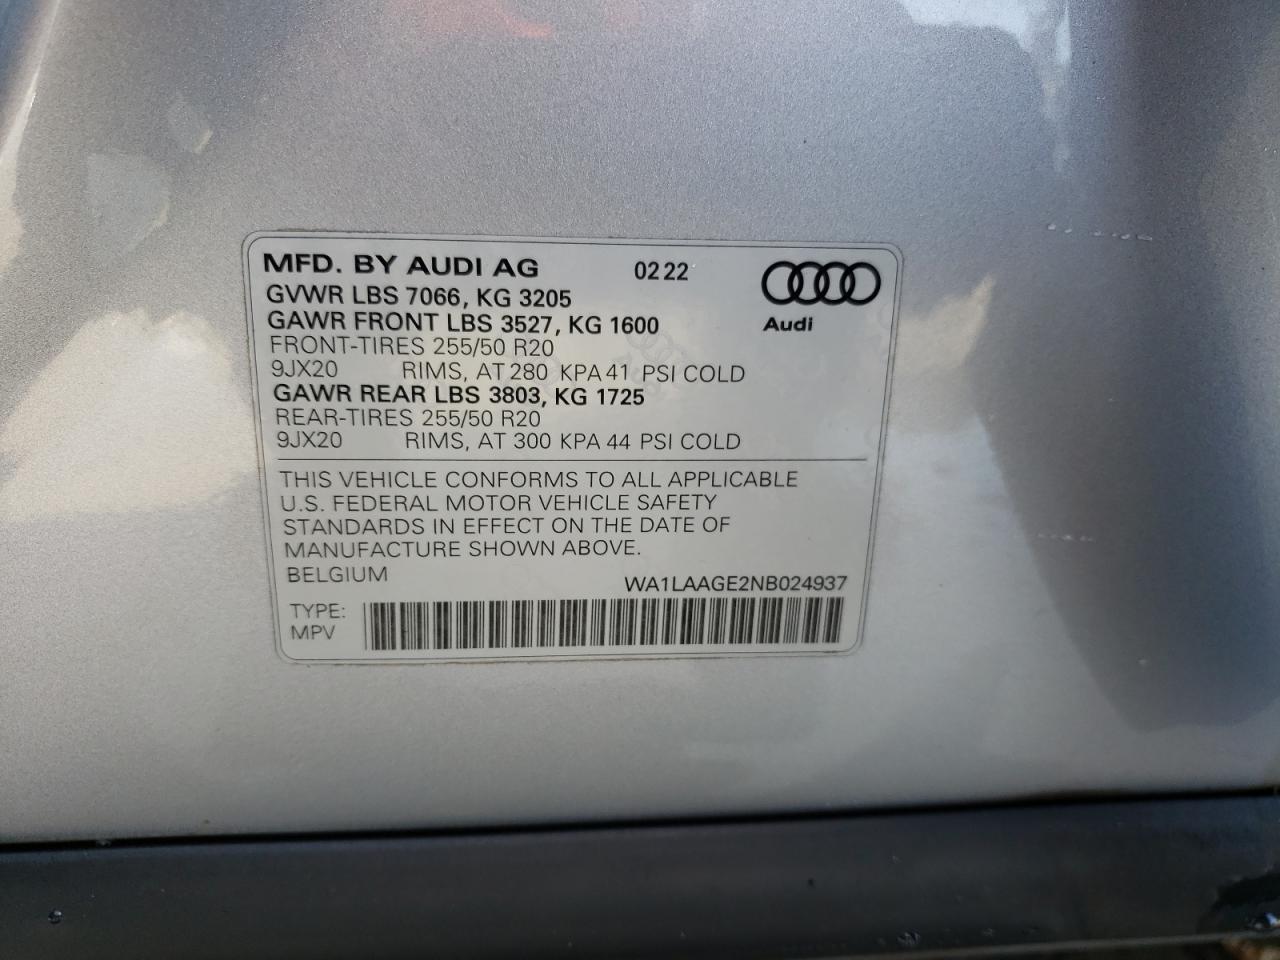 MFD. BY AUDI AG 02 22
GVWR LBS 7066, KG 3205
GAWR FRONT LBS 3527, KG 1600
Audi
FRONT-TIRES 255/50 R20
9JX20 RIMS, AT 280 KPA 41 PSI COLD
GAWR REAR LBS 3803, KG 1725
REAR-TIRES 255/50 R20
9JX20 RIMS, AT 300 KPA 44 PSI COLD
THIS VEHICLE CONFORMS TO ALL APPLICABLE
U.S. FEDERAL MOTOR VEHICLE SAFETY
STANDARDS IN EFFECT ON THE DATE OF
MANUFACTURE SHOWN ABOVE.
BELGIUM WA1LAAGE2NB024937
TYPE:
MPV